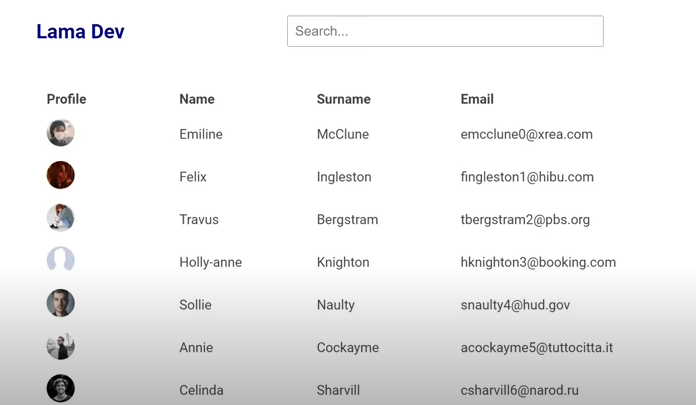 Lama Dev Search...
Profile Name Surname Email
Emiline McClune emcclune0@xrea.com
Felix Ingleston fingleston1@hibu.com
Travus Bergstram tbergstram2@pbs.org
Holly-anne Knighton hknighton3@booking.com
Sollie Naulty snaulty4@hud.gov
Annie Cockayme acockayme5@tuttocitta.it
Celinda Sharvill csharvill6@narod.ru